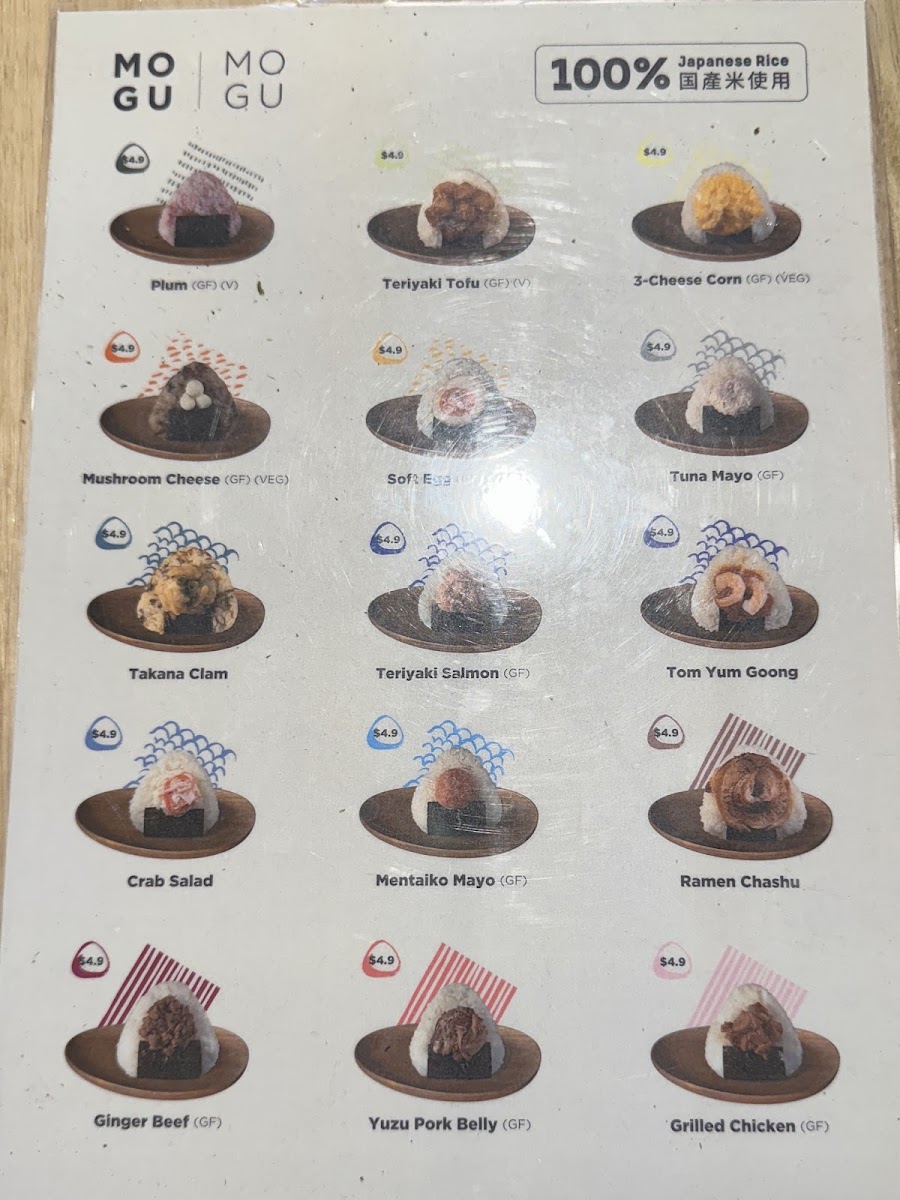 MO GU | MO GU
100% Japanese Rice
国產米使用
$4.9
$4.9
$4.9
Plum (GF) (V)
Teriyaki Tofu (GF) (V)
3-Cheese Corn (GF) (VEG)
$4.9
$4.9
$4.9
Mushroom Cheese (GF) (VEG)
Soft Egg
Tuna Mayo (GF)
$4.9
$4.9
$4.9
Takana Clam
Teriyaki Salmon (GF)
Tom Yum Goong
$4.9
$4.9
$4.9
Crab Salad
Mentaiko Mayo (GF)
Ramen Chashu
$4.9
$4.9
$4.9
Ginger Beef (GF)
Yuzu Pork Belly (GF)
Grilled Chicken (GF)